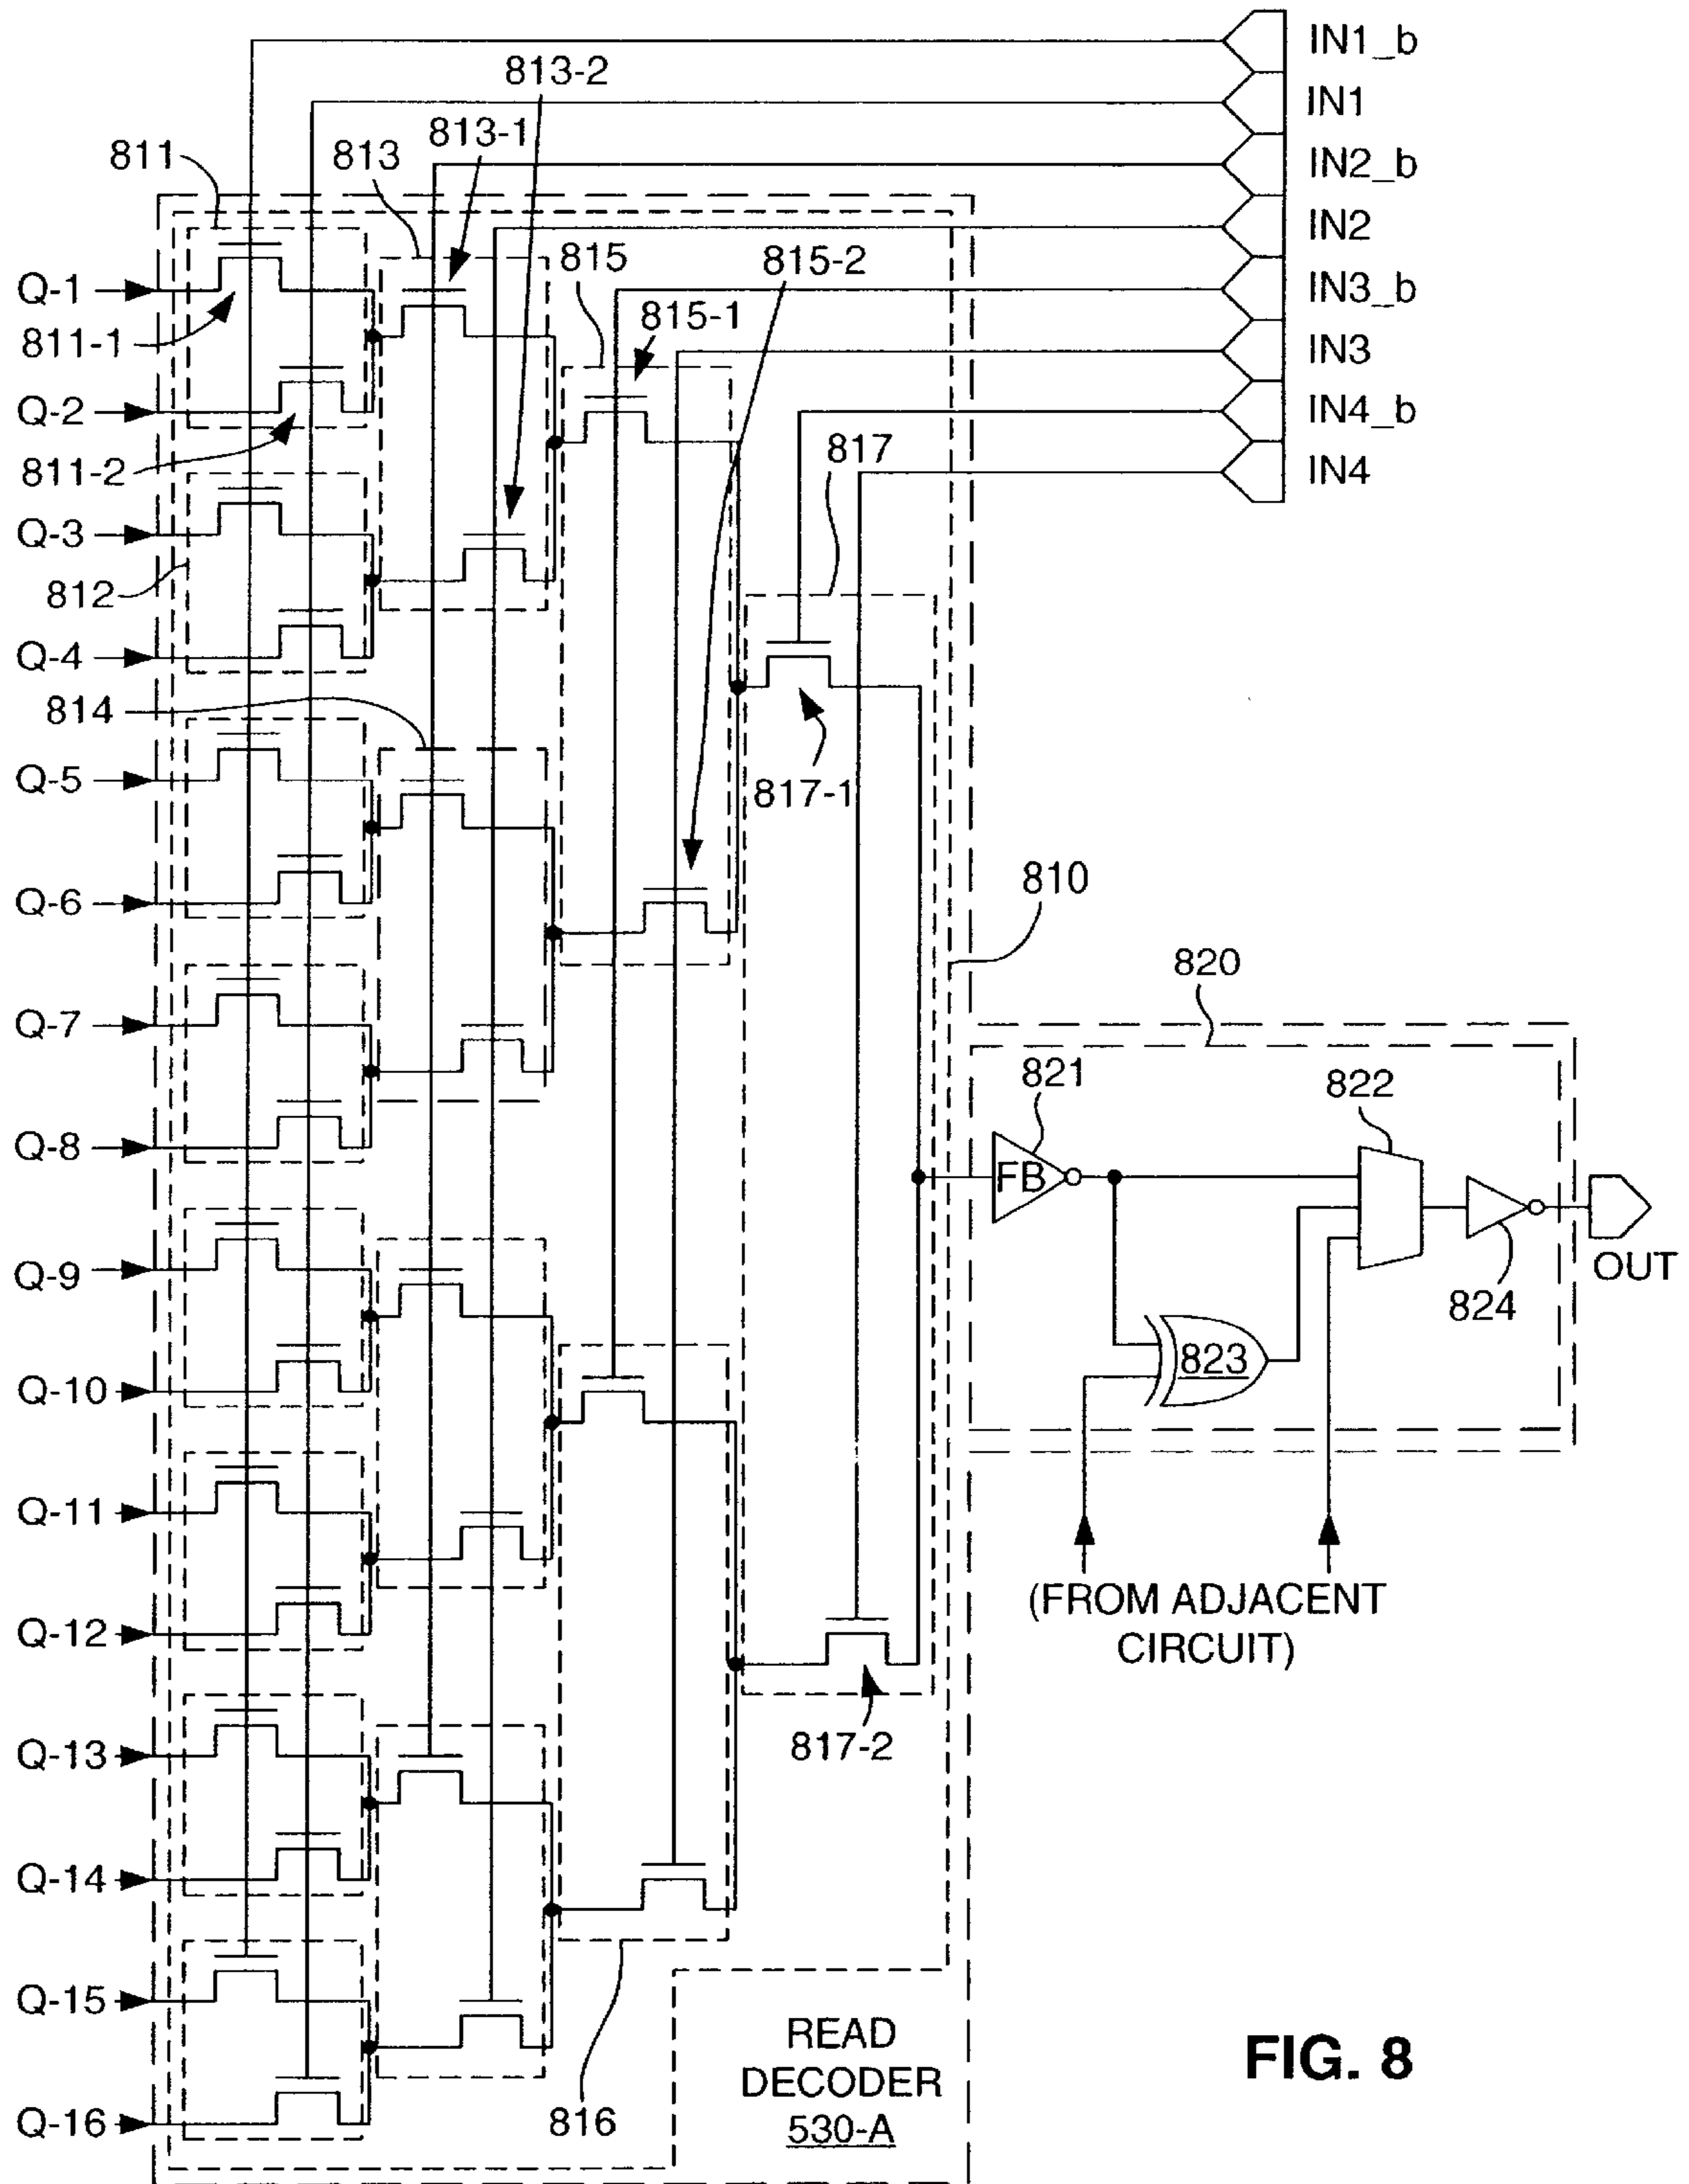 IN1_b
IN1
IN2_b
IN2
IN3_b
IN3
IN4_b
IN4
813-2
813-1
813
811
815
815-2
815-1
Q-1
811-1
Q-2
811-2
817
Q-3
812
Q-4
814
Q-5
817-1
810
Q-6
820
Q-7
821
822
Q-8
FB
Q-9
OUT
824
823
Q-10
Q-11
(FROM ADJACENT
CIRCUIT)
Q-12
Q-13
817-2
Q-14
Q-15
READ
DECODER
530-A
816
Q-16
FIG. 8